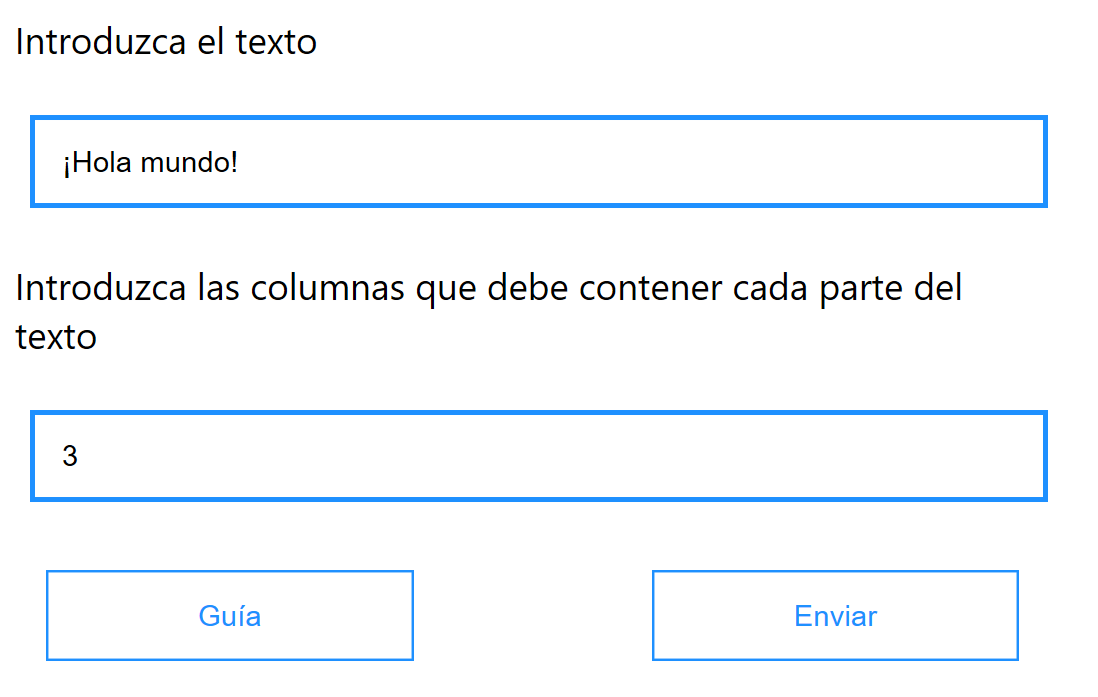 Introduzca el texto
¡Hola mundo!
Introduzca las columnas que debe contener cada parte del
texto
3
Guía
Enviar